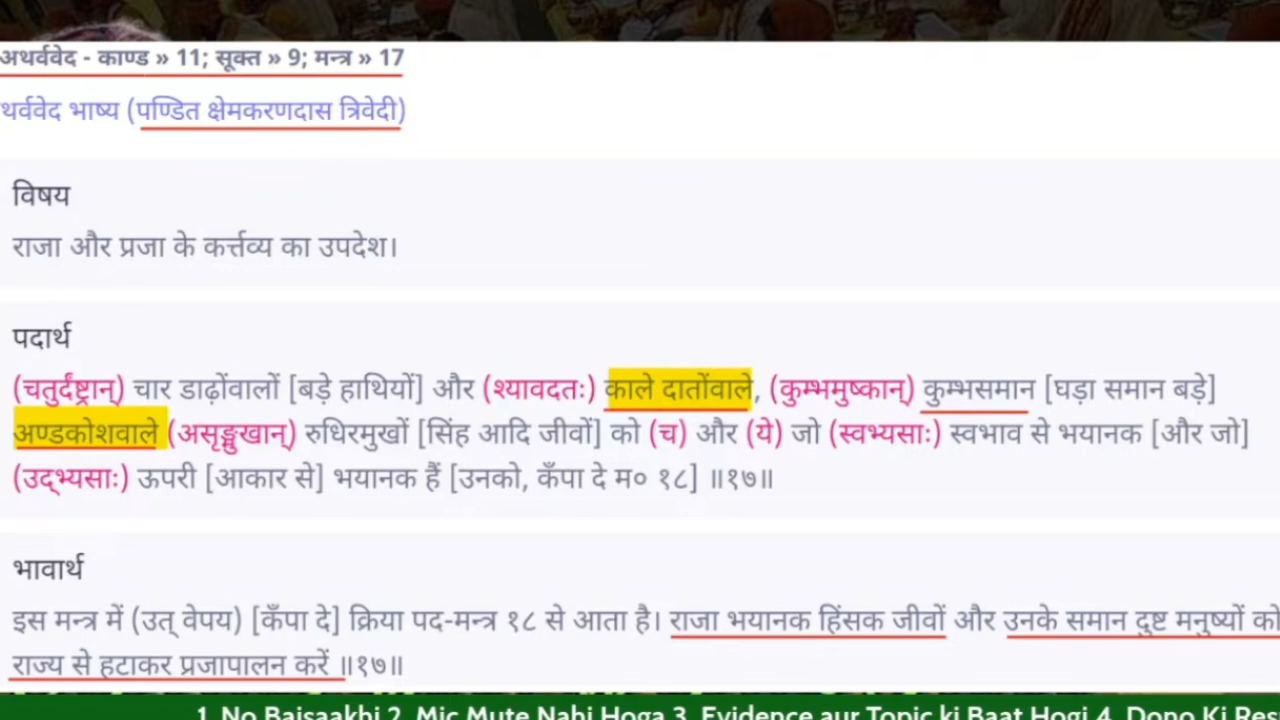 अथर्ववेद - काण्ड » 11; सूक्त » 9; मन्त्र » 17
थर्ववेद भाष्य (पण्डित क्षेमकरणदास त्रिवेदी)
विषय
राजा और प्रजा के कर्त्तव्य का उपदेश।
पदार्थ
(चतुर्दंष्ट्रान्) चार डाढ़ोंवालों [बड़े हाथियों] और (श्यावदतः) काले दातोंवाले, (कुम्भमुष्कान्) कुम्भसमान [घड़ा समान बड़े]
अण्डकोशवाले (असृङ्मुखान्) रुधिरमुखों [सिंह आदि जीवों] को (च) और (ये) जो (स्वभ्यसाः) स्वभाव से भयानक [और जो]
(उद्भ्यसाः) ऊपरी [आकार से] भयानक हैं [उनको, कँपा दे म० १८] ॥१७॥
भावार्थ
इस मन्त्र में (उत् वेपय) [कँपा दे] क्रिया पद-मन्त्र १८ से आता है। राजा भयानक हिंसक जीवों और उनके समान दुष्ट मनुष्यों को
राज्य से हटाकर प्रजापालन करें ॥१७॥
1. No Baisaakhi 2. Mic Mute Nahi Hoga 3. Evidence aur Topic ki Baat Hogi 4. Dono Ki Res